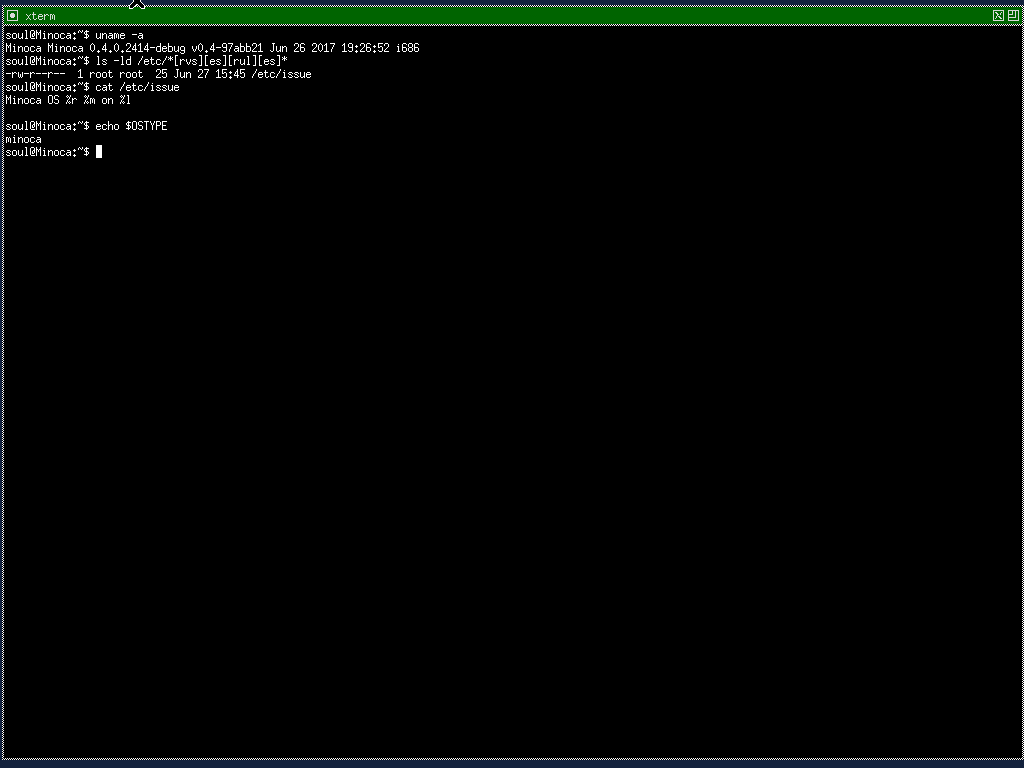 xterm
soul@Minoca:~$ uname -a
Minoca Minoca 0.4.0.2414-debug v0.4-97abb21 Jun 26 2017 19:26:52 i686
soul@Minoca:~$ ls -ld /etc/*[rvs][es][rul][es]*
-rw-r--r--  1 root root  25 Jun 27 15:45 /etc/issue
soul@Minoca:~$ cat /etc/issue
Minoca OS %r %m on %l
soul@Minoca:~$ echo $OSTYPE
minoca
soul@Minoca:~$